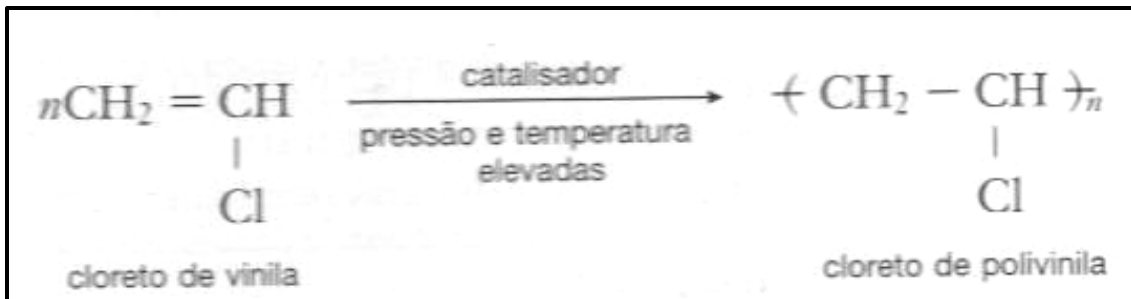 catalisador
nCH₂ = CH ⟶ ⟮ CH₂ − CH ⟯ₙ
pressão e temperatura
elevadas
| |
Cl Cl
cloreto de vinila cloreto de polivinila